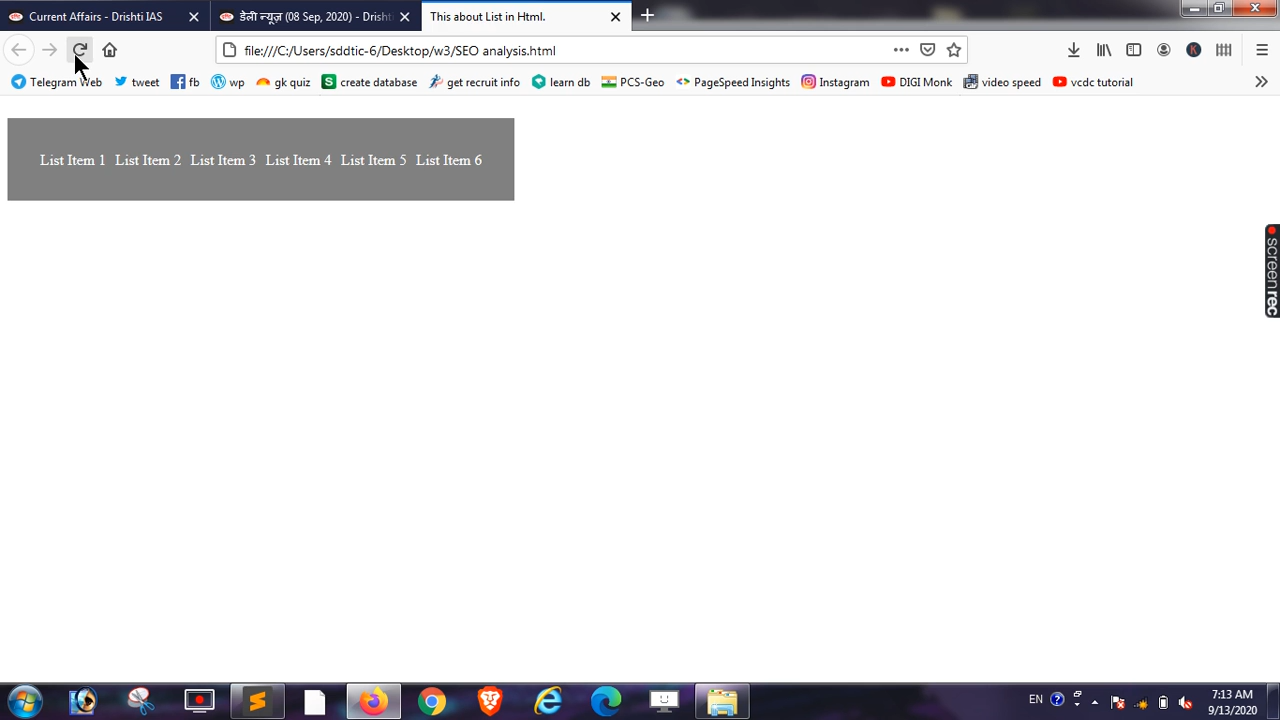 Current Affairs - Drishti IAS
डेली न्यूज़ (08 Sep, 2020) - Drisht
This about List in Html.
file:///C:/Users/sddtic-6/Desktop/w3/SEO analysis.html
Telegram Web tweet fb wp gk quiz create database get recruit info learn db PCS-Geo PageSpeed Insights Instagram DIGI Monk video speed vcdc tutorial
List Item 1 List Item 2 List Item 3 List Item 4 List Item 5 List Item 6
screenrec
EN
7:13 AM
9/13/2020